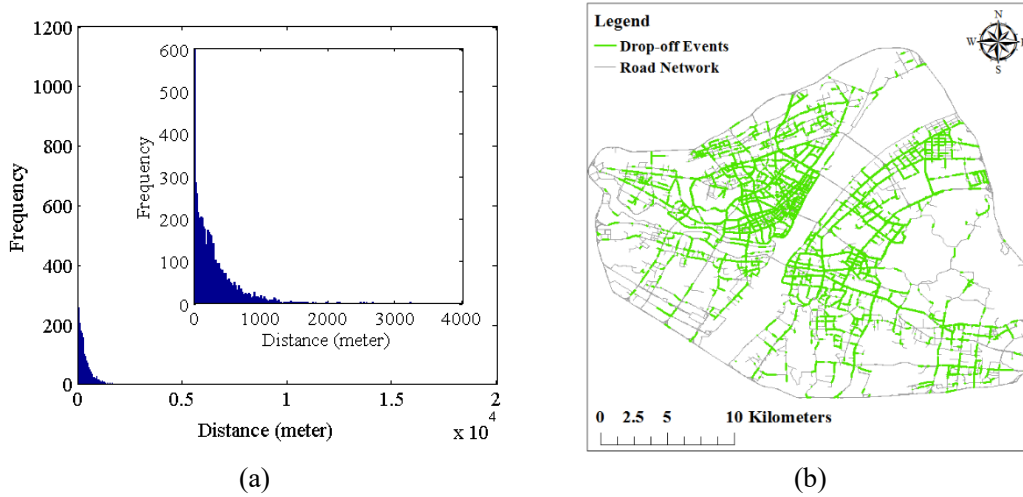 1200
1000
800
600
400
200
0
Frequency
0
0.5
1
1.5
2
x 10
4
Distance (meter)
600
500
400
300
200
100
0
Frequency
0
1000
2000
3000
4000
Distance (meter)
(a)
Legend
Drop-off Events
Road Network
N
W
S
0 2.5 5 10 Kilometers
(b)